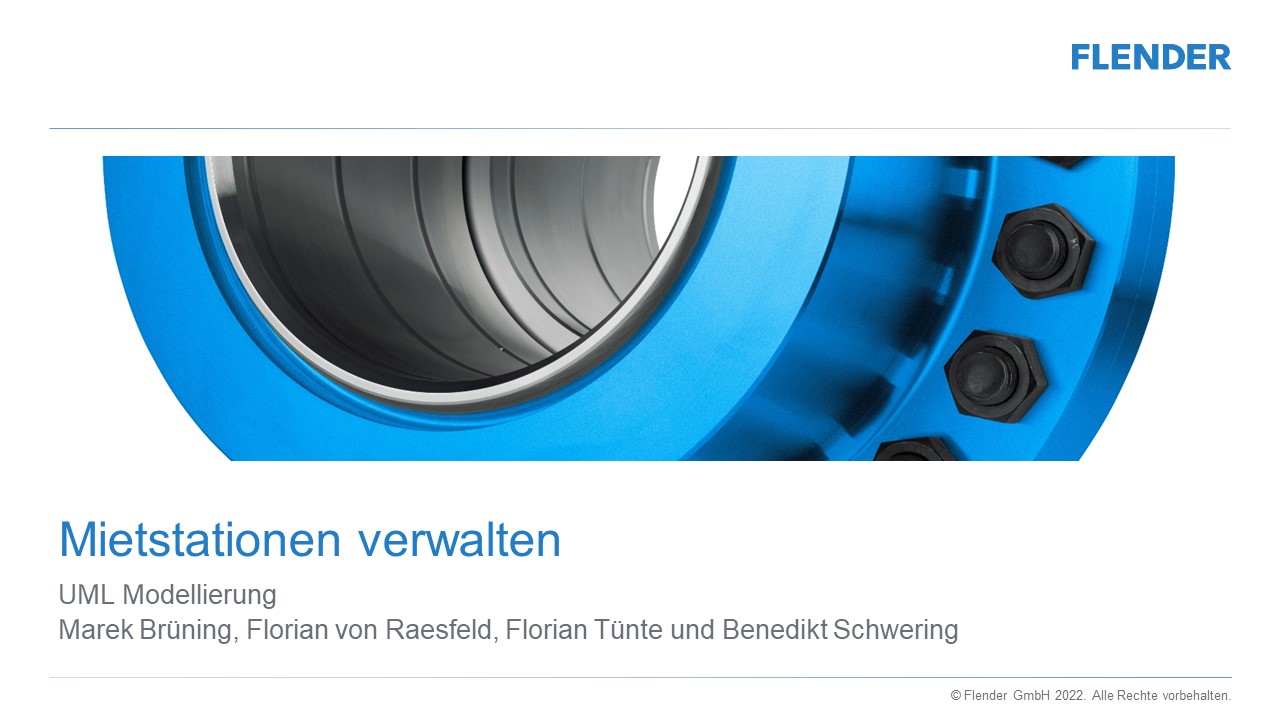 FLENDER
Mietstationen verwalten
UML Modellierung
Marek Brüning, Florian von Raesfeld, Florian Tünte und Benedikt Schwering
© Flender GmbH 2022. Alle Rechte vorbehalten.